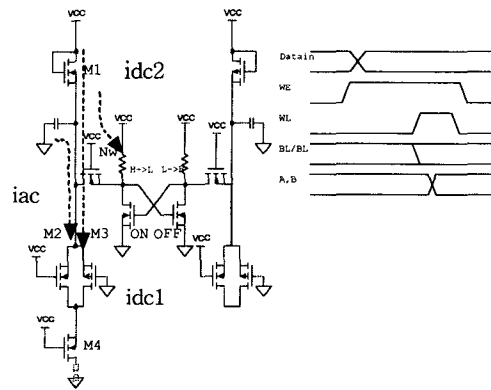 VCC
VCC
M1
idc2
VCC
VCC
VCC
VCC
Nw
H->L
iac
M2
M3
ON
OFF
VCC
VCC
idc1
VCC
M4
Datain
WE
WL
BL/BL
A,B